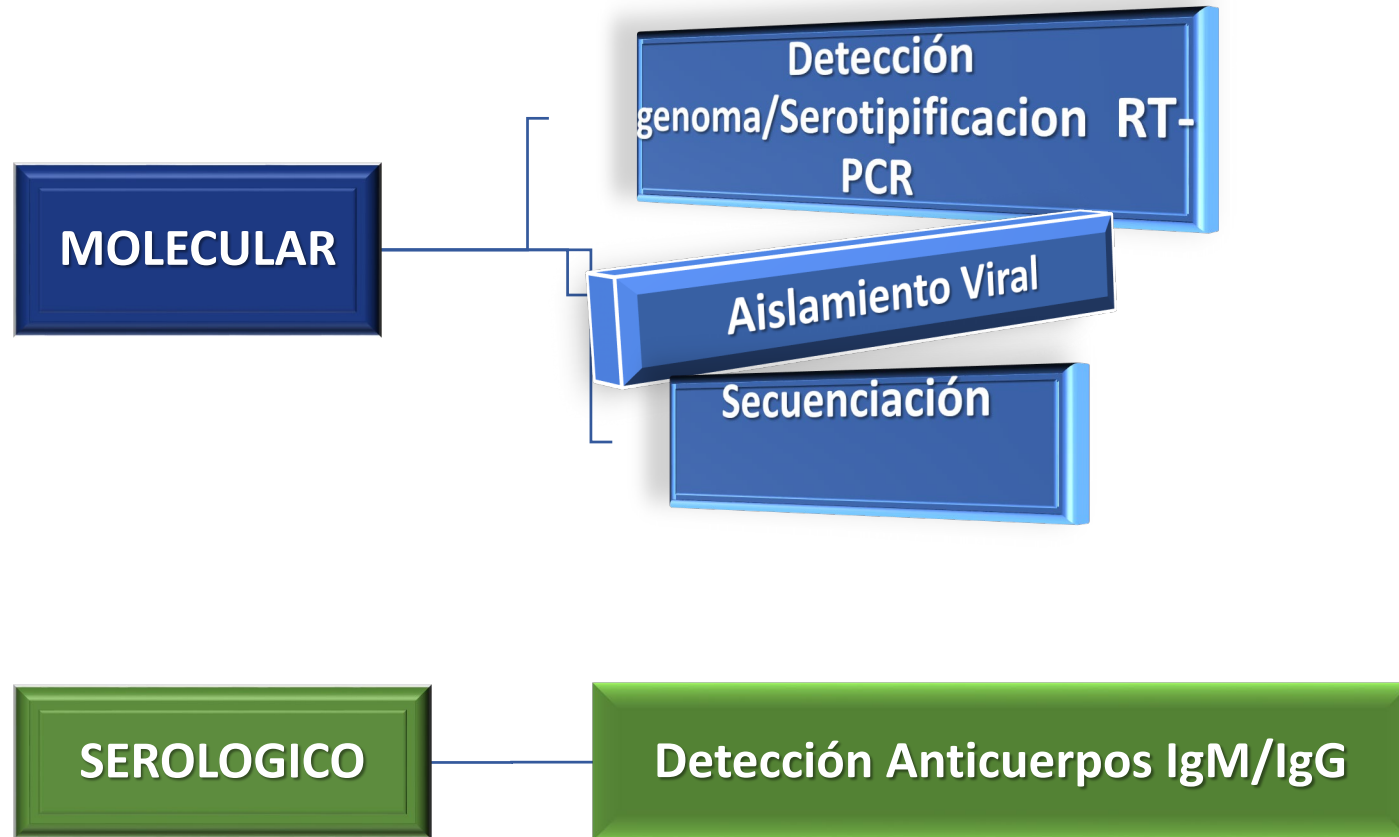 MOLECULAR
Detección
genoma/Serotipificacion RT-
PCR
Aislamiento Viral
Secuenciación
SEROLOGICO
Detección Anticuerpos IgM/IgG